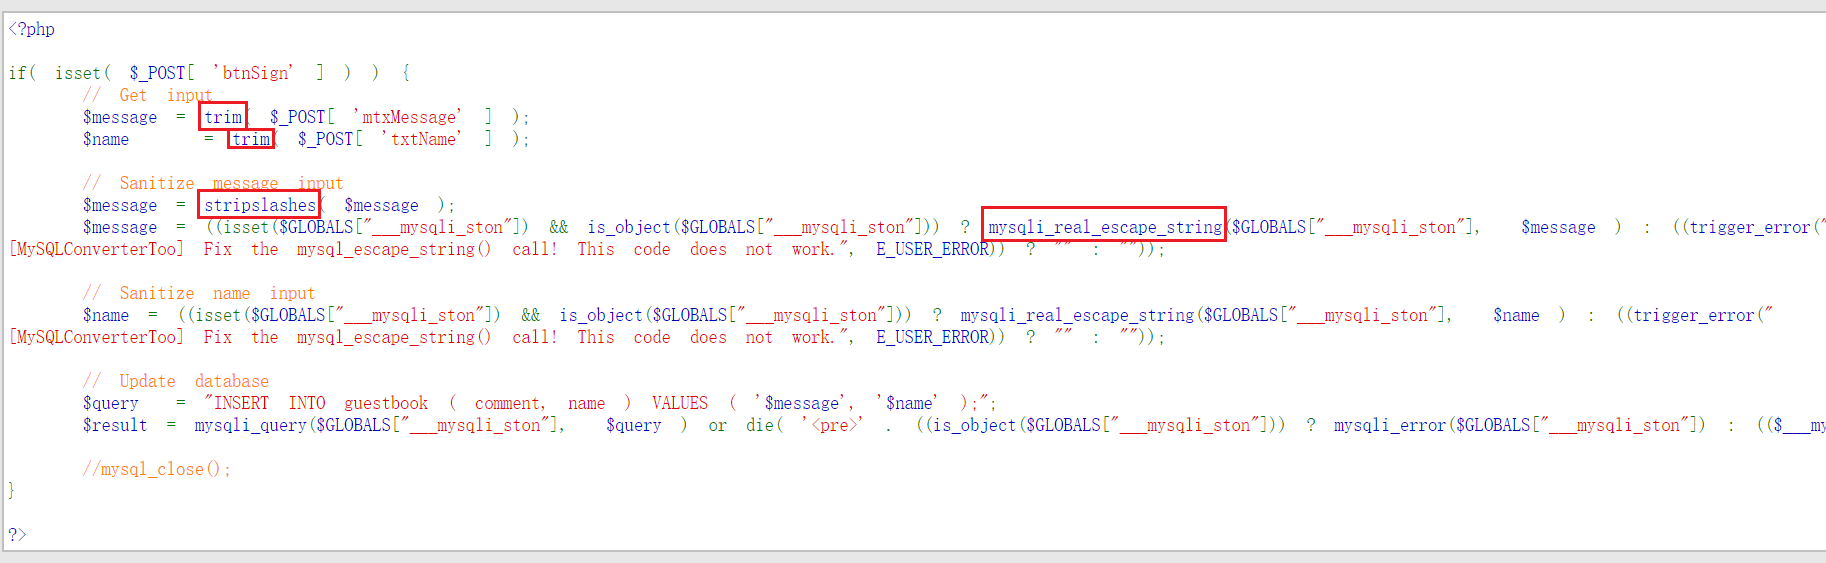 <?php
if( isset( $_POST[ 'btnSign' ] ) ) {
// Get input
$message = trim( $_POST[ 'mtxMessage' ] );
$name = trim( $_POST[ 'txtName' ] );
// Sanitize message input
$message = stripslashes( $message );
$message = ((isset($GLOBALS["___mysqli_ston"]) && is_object($GLOBALS["___mysqli_ston"])) ? mysqli_real_escape_string($GLOBALS["___mysqli_ston"], $message ) : ((trigger_error("
[MySQLConverterToo] Fix the mysql_escape_string() call! This code does not work.", E_USER_ERROR)) ? "" : ""));
// Sanitize name input
$name = ((isset($GLOBALS["___mysqli_ston"]) && is_object($GLOBALS["___mysqli_ston"])) ? mysqli_real_escape_string($GLOBALS["___mysqli_ston"], $name ) : ((trigger_error("
[MySQLConverterToo] Fix the mysql_escape_string() call! This code does not work.", E_USER_ERROR)) ? "" : ""));
// Update database
$query = "INSERT INTO guestbook ( comment, name ) VALUES ( '$message', '$name' );";
$result = mysqli_query($GLOBALS["___mysqli_ston"], $query ) or die( '<pre>' . ((is_object($GLOBALS["___mysqli_ston"])) ? mysqli_error($GLOBALS["___mysqli_ston"]) : (($___my
//mysql_close();
}
?>